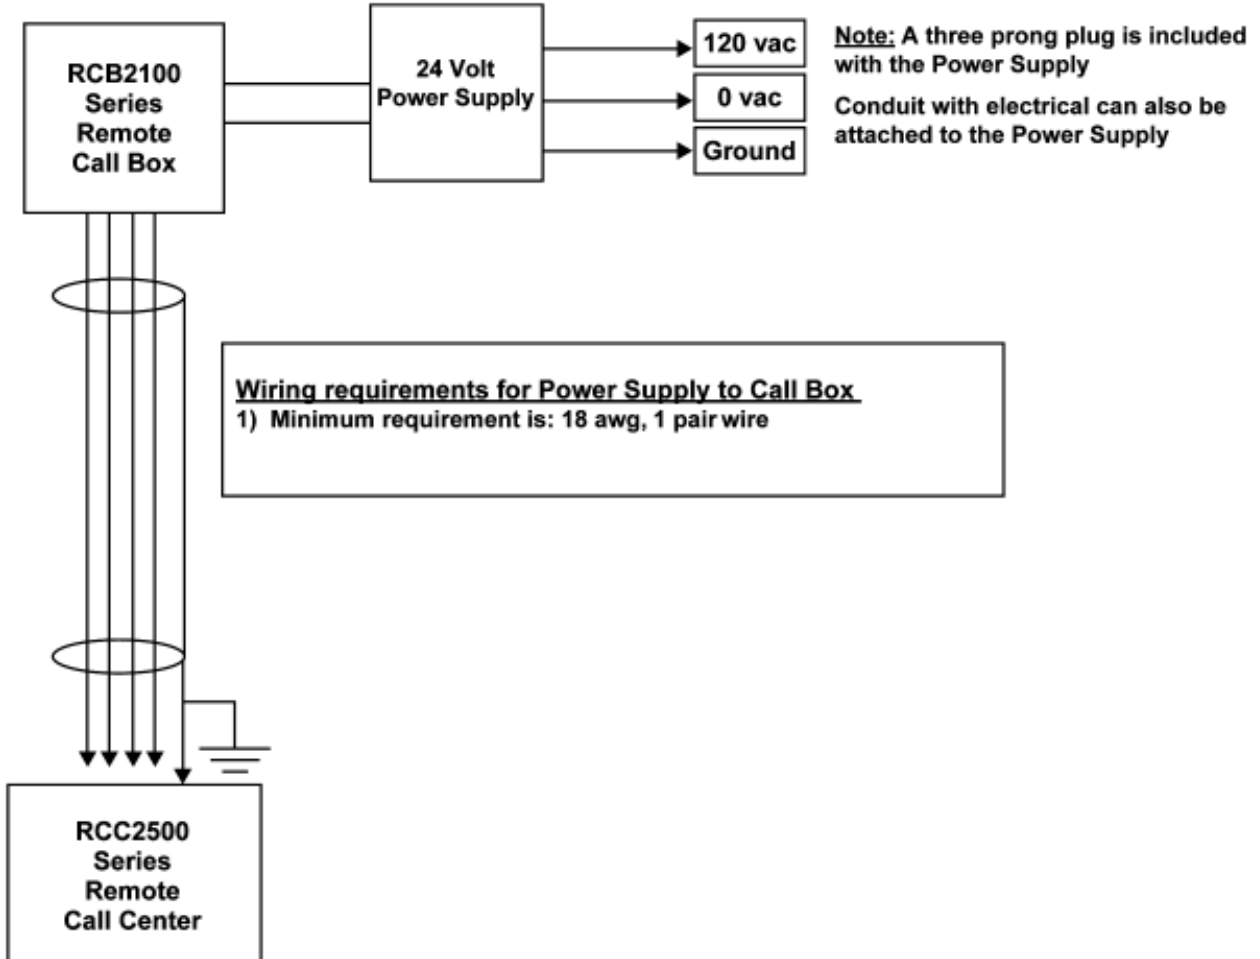 RCB2100
Series
Remote
Call Box
24 Volt
Power Supply
120 vac
0 vac
Ground
Note: A three prong plug is included
with the Power Supply
Conduit with electrical can also be
attached to the Power Supply
Wiring requirements for Power Supply to Call Box
1) Minimum requirement is: 18 awg, 1 pair wire
RCC2500
Series
Remote
Call Center